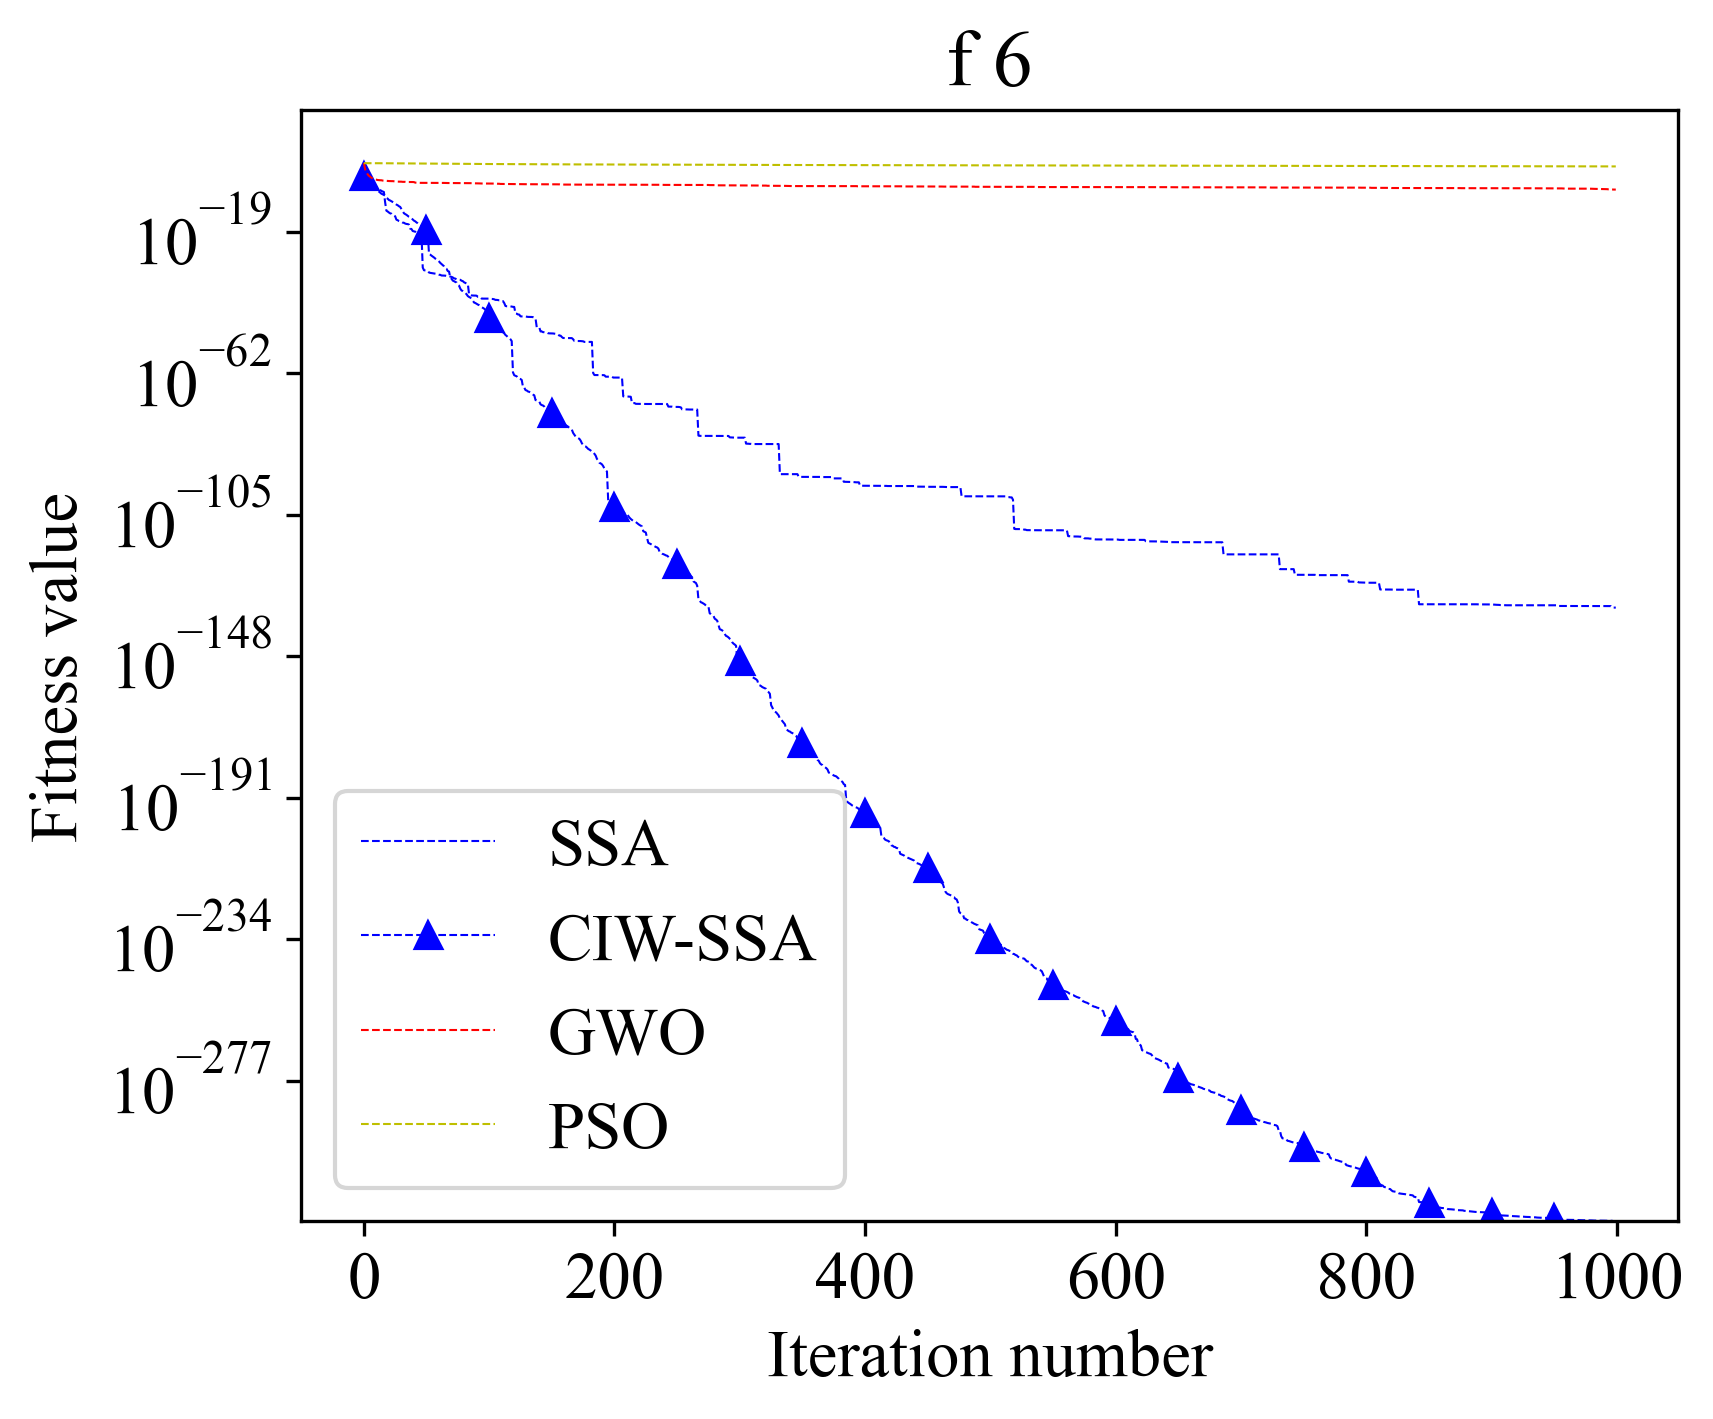 f 6
Fitness value
10^−19
10^−62
10^−105
10^−148
10^−191
10^−234
10^−277
SSA
CIW-SSA
GWO
PSO
0 200 400 600 800 1000
Iteration number